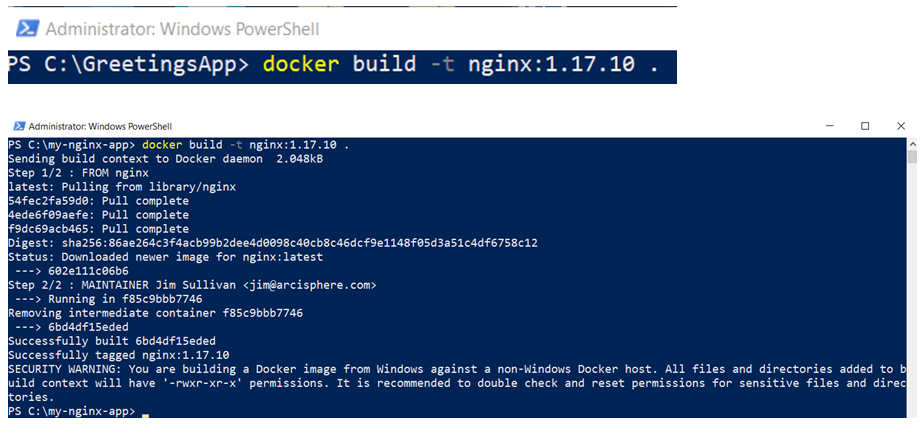 Administrator: Windows PowerShell
PS C:\GreetingsApp> docker build -t nginx:1.17.10 .
Administrator: Windows PowerShell
PS C:\my-nginx-app> docker build -t nginx:1.17.10 .
Sending build context to Docker daemon  2.048kB
Step 1/2 : FROM nginx
latest: Pulling from library/nginx
54fec2fa59d0: Pull complete
4ede6f09aefe: Pull complete
f9dc69acb465: Pull complete
Digest: sha256:86ae264c3f4acb99b2dee4d0098c40cb8c46dcf9e1148f05d3a51c4df6758c12
Status: Downloaded newer image for nginx:latest
 ---> 602e111c06b6
Step 2/2 : MAINTAINER Jim Sullivan <jim@arcisphere.com>
 ---> Running in f85c9bbb7746
Removing intermediate container f85c9bbb7746
 ---> 6bd4df15eded
Successfully built 6bd4df15eded
Successfully tagged nginx:1.17.10
SECURITY WARNING: You are building a Docker image from Windows against a non-Windows Docker host. All files and directories added to b
uild context will have '-rwxr-xr-x' permissions. It is recommended to double check and reset permissions for sensitive files and direc
tories.
PS C:\my-nginx-app>